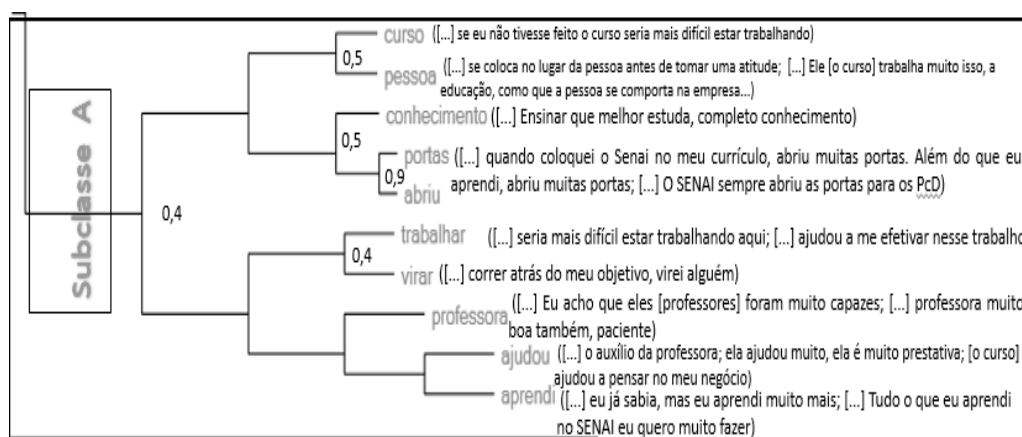 Subclasse A
0,4
curso ([...] se eu não tivesse feito o curso seria mais difícil estar trabalhando)
0,5
pessoa ([...] se coloca no lugar da pessoa antes de tomar uma atitude; [...] Ele [o curso] trabalha muito isso, a
educação, como que a pessoa se comporta na empresa...)
conhecimento ([...] Ensinar que melhor estuda, completo conhecimento)
0,5
portas ([...] quando coloquei o Senai no meu currículo, abriu muitas portas. Além do que eu
0,9
abriu aprendi, abriu muitas portas; [...] O SENAI sempre abriu as portas para os PcD)
trabalhar ([...] seria mais difícil estar trabalhando aqui; [...] ajudou a me efetivar nesse trabalho
0,4
virar ([...] correr atrás do meu objetivo, virei alguém)
professora ([...] Eu acho que eles [professores] foram muito capazes; [...] professora muito
boa também, paciente)
ajudou ([...] o auxílio da professora; ela ajudou muito, ela é muito prestativa; [o curso]
ajudou a pensar no meu negócio)
aprendi ([...] eu já sabia, mas eu aprendi muito mais; [...] Tudo o que eu aprendi
no SENAI eu quero muito fazer)